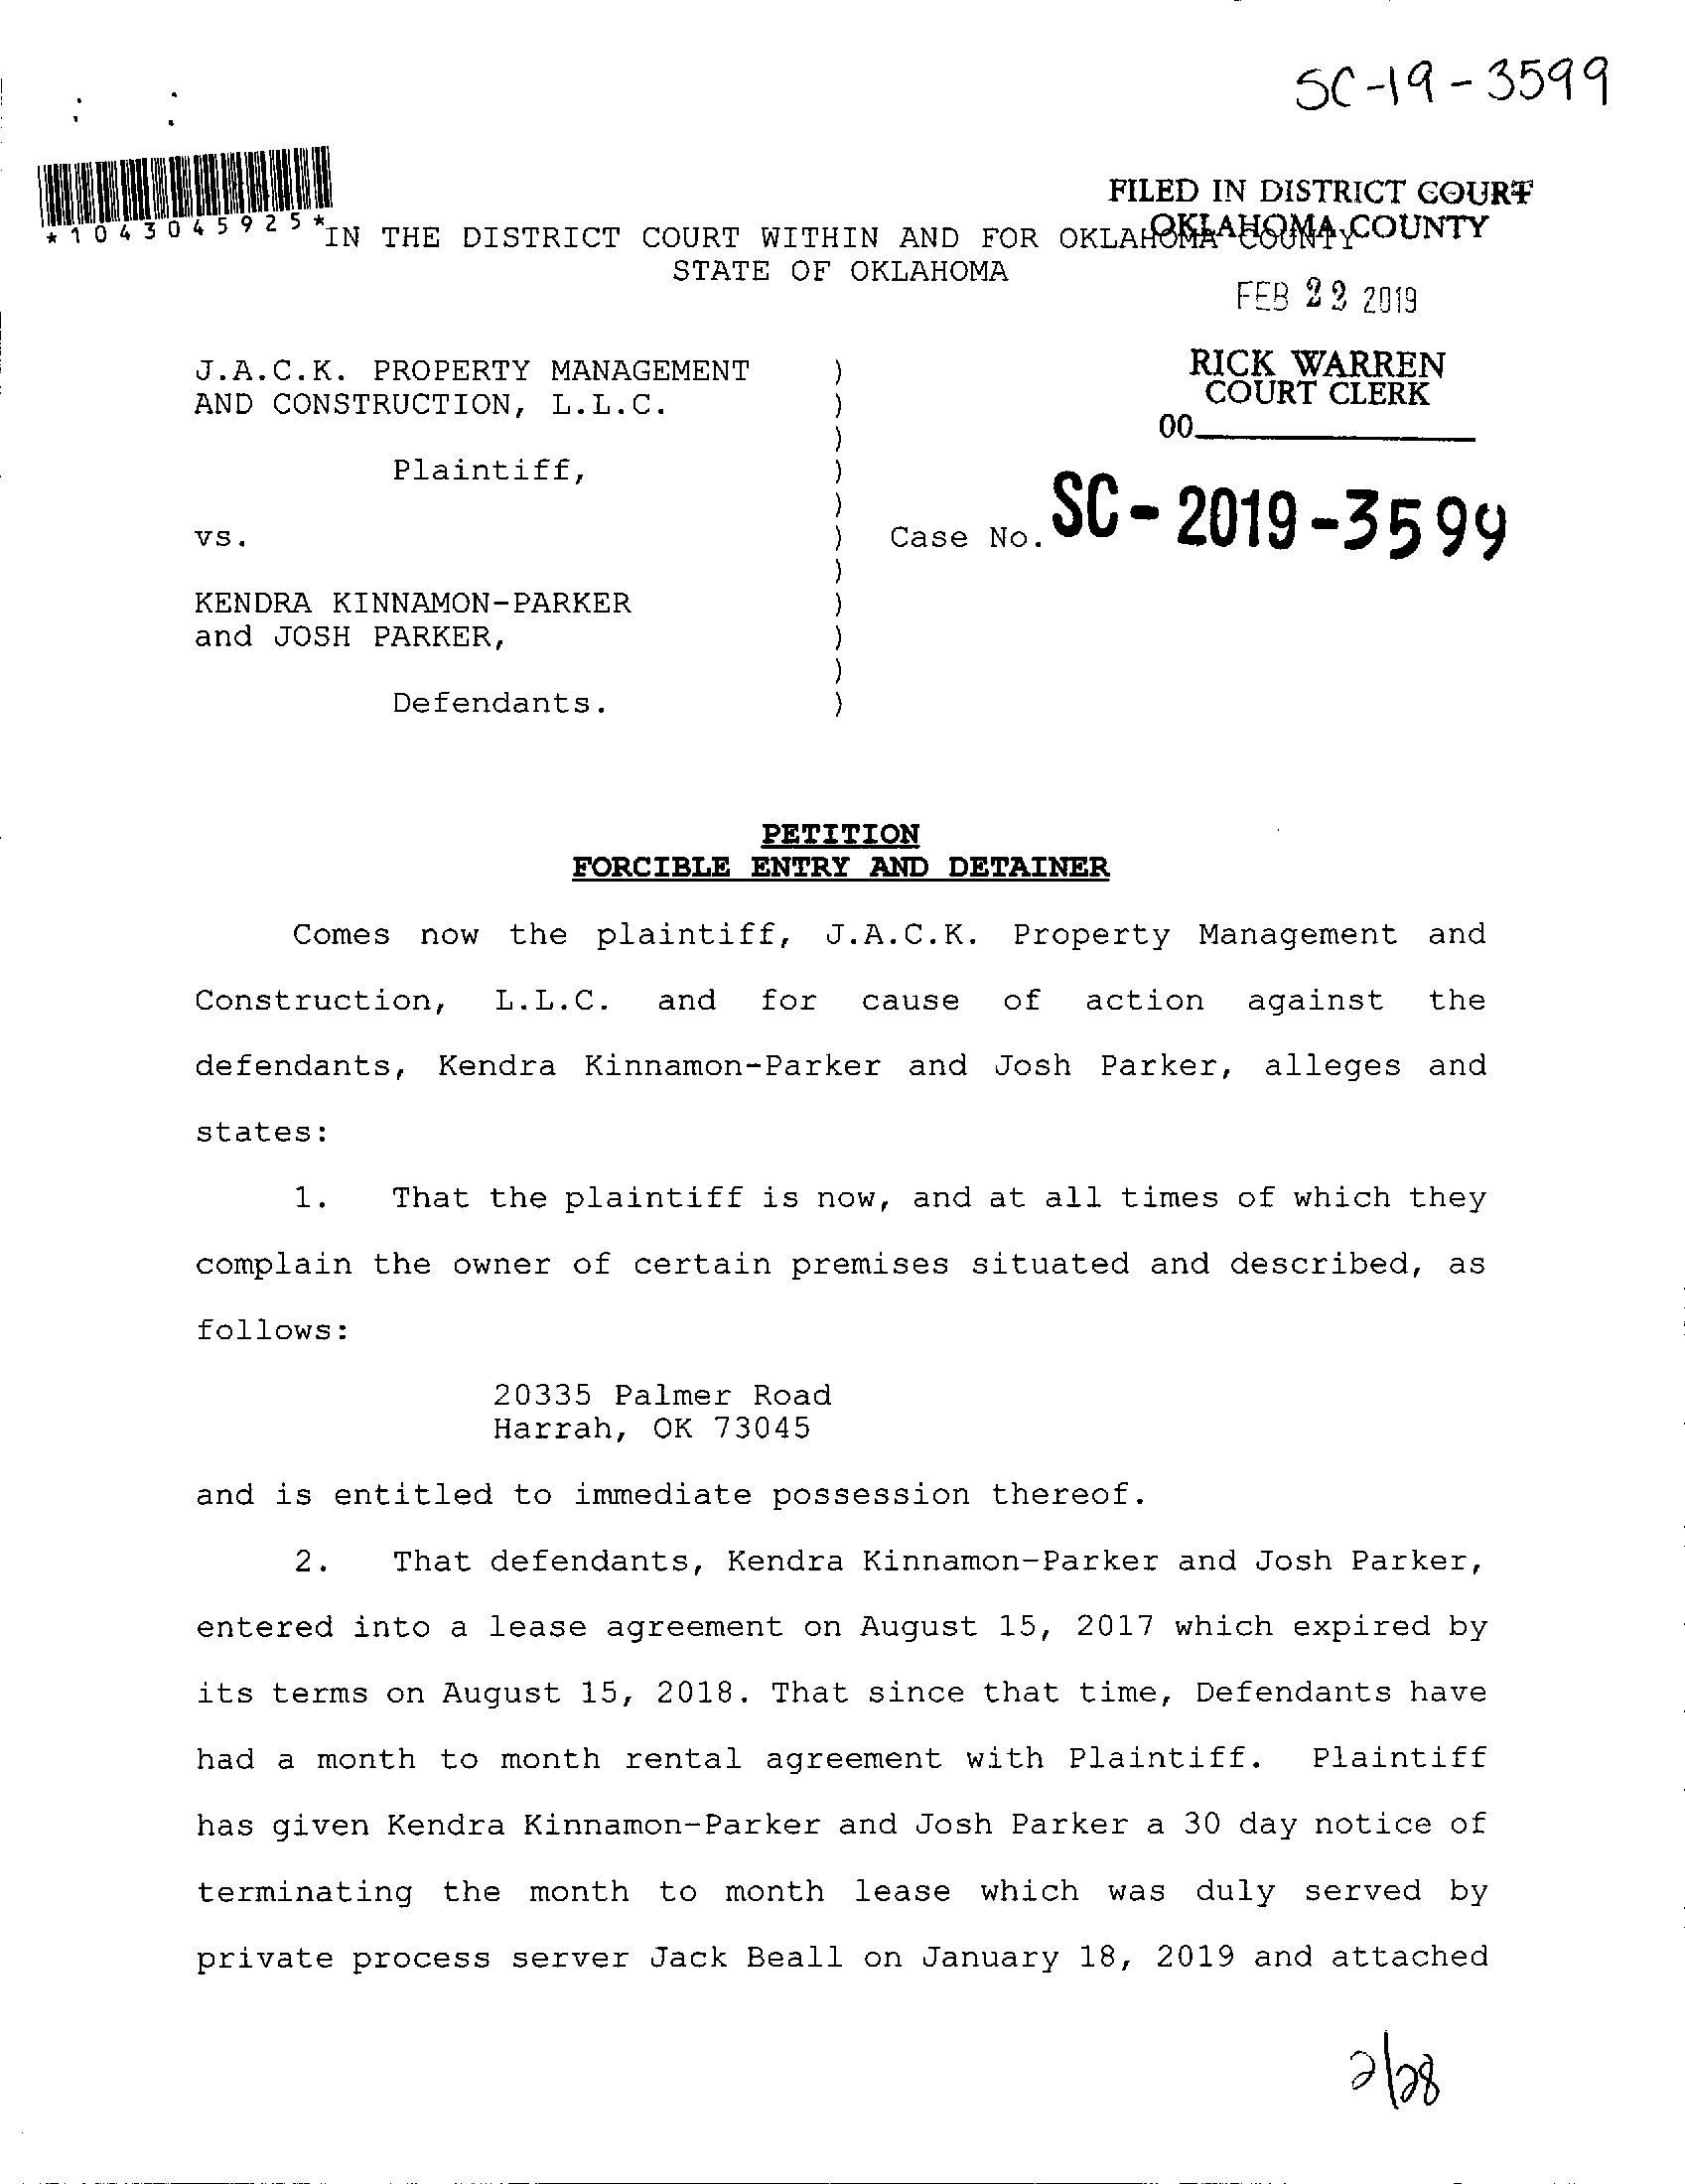 SC-19-3599
*1043045925*
FILED IN DISTRICT COURT
OKLAHOMA COUNTY
IN THE DISTRICT COURT WITHIN AND FOR OKLAHOMA COUNTY
STATE OF OKLAHOMA
FEB 22 2019
RICK WARREN
COURT CLERK
00
J.A.C.K. PROPERTY MANAGEMENT )
AND CONSTRUCTION, L.L.C. )
)
Plaintiff, )
)
vs. ) Case No. SC-2019-3599
)
KENDRA KINNAMON-PARKER )
and JOSH PARKER, )
)
Defendants. )
PETITION
FORCIBLE ENTRY AND DETAINER
Comes now the plaintiff, J.A.C.K. Property Management and
Construction, L.L.C. and for cause of action against the
defendants, Kendra Kinnamon-Parker and Josh Parker, alleges and
states:
1. That the plaintiff is now, and at all times of which they
complain the owner of certain premises situated and described, as
follows:
20335 Palmer Road
Harrah, OK 73045
and is entitled to immediate possession thereof.
2. That defendants, Kendra Kinnamon-Parker and Josh Parker,
entered into a lease agreement on August 15, 2017 which expired by
its terms on August 15, 2018. That since that time, Defendants have
had a month to month rental agreement with Plaintiff. Plaintiff
has given Kendra Kinnamon-Parker and Josh Parker a 30 day notice of
terminating the month to month lease which was duly served by
private process server Jack Beall on January 18, 2019 and attached
2/28